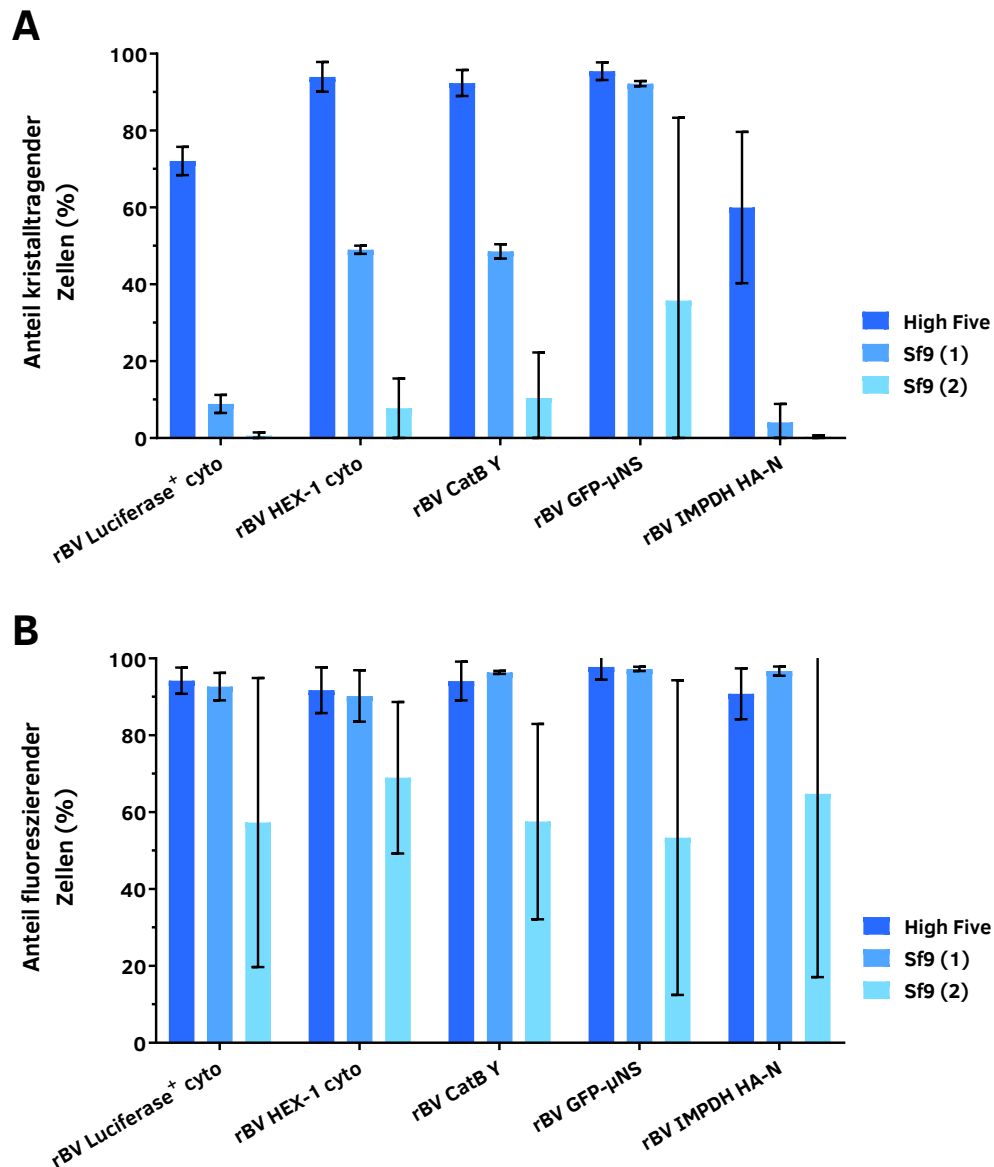 A
Anteil kristalltragender
Zellen (%)
100
80
60
40
20
0
rBV Luciferase⁺ cyto
rBV HEX-1 cyto
rBV CatB Y
rBV GFP-µNS
rBV IMPDH HA-N
High Five
Sf9 (1)
Sf9 (2)
B
Anteil fluoreszierender
Zellen (%)
100
80
60
40
20
0
rBV Luciferase⁺ cyto
rBV HEX-1 cyto
rBV CatB Y
rBV GFP-µNS
rBV IMPDH HA-N
High Five
Sf9 (1)
Sf9 (2)